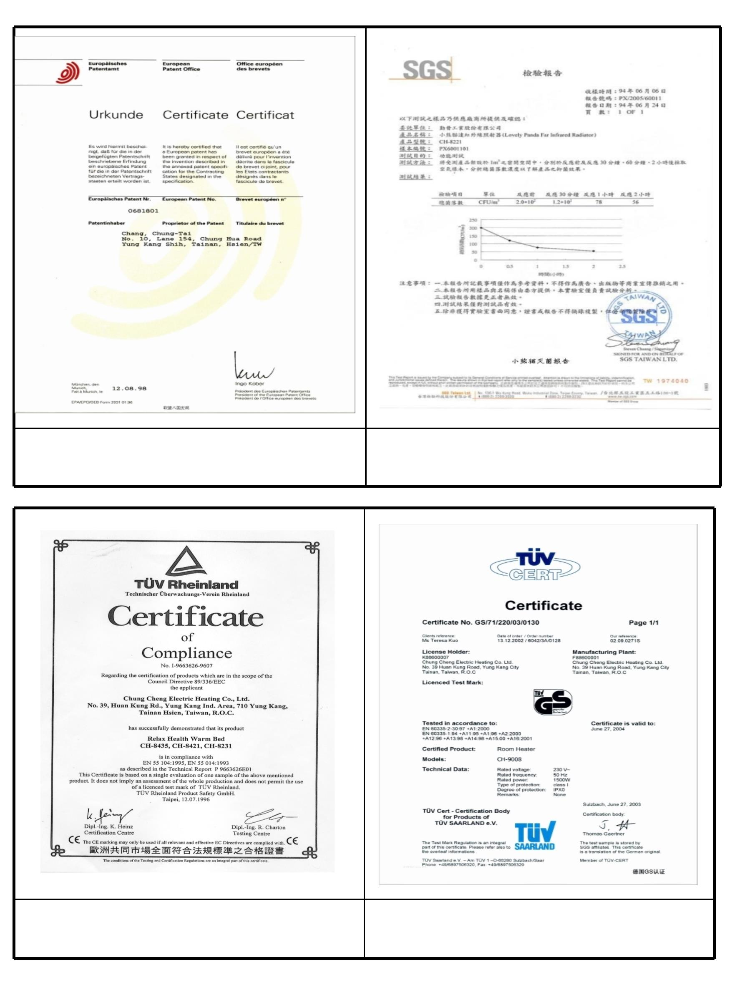 Europäisches
Patentamt
European
Patent Office
Office européen
des brevets
Urkunde
Certificate
Certificat
Es wird hiermit beschei-
nigt, daß für die in der
beigefügten Patentschrift
beschriebene Erfindung
ein europäisches Patent
für die in der Patentschrift
bezeichneten Vertrags-
staaten erteilt worden ist.
It is hereby certified that
a European patent has
been granted in respect of
the invention described in
the annexed patent specifi-
cation for the Contracting
States designated in the
specification.
Il est certifié qu'un
brevet européen a été
délivré pour l'invention
décrite dans le fascicule
de brevet ci-joint, pour
les Etats contractants
désignés dans le
fascicule de brevet.
Europäisches Patent Nr.
European Patent No.
Brevet européen n°
0681801
Patentinhaber
Proprietor of the Patent
Titulaire du brevet
Chang, Chung-Tai
No. 10, Lane 154, Chung Hua Road
Yung Kang Shih, Tainan, Hsien/TW
München, den
Munich,
Fait à Munich, le
12.08.98
Ingo Kober
Präsident des Europäischen Patentamts
President of the European Patent Office
Président de l'Office européen des brevets
EPA/EPO/OEB Form 2031 01.96
SGS
檢驗報告
收樣時間：94 年 06 月 06 日
報告號碼：PX/2005/60011
報告日期：94 年 06 月 24 日
頁 數： 1 OF 1
以下測試之樣品乃供應廠商所提供及確認：
委託單位： 勤普工業股份有限公司
產品名稱： 小熊貓遠紅外線照射器(Lovely Panda Far Infrared Radiator)
產品型號： CH-8221
樣本編號： PX6001101
測試目的： 功能測試
測試方法： 將受測產品架設於 1m³之密閉空間中，分別於反應前及反應 30 分鐘、60 分鐘、2 小時後採取
空氣樣本，分析總菌落數濃度以了解產品之抑菌效果。
測試結果：
檢驗項目 單位 反應前 反應 30 分鐘 反應 1 小時 反應 2 小時
總菌落數 CFU/m³ 2.0×10² 1.2×10² 78 56
250
200
150
100
50
0
0 0.5 1 1.5 2 2.5
時間(小時)
注意事項：一.本報告所記載事項僅作為參考資料，不得作為廣告、出版物等商業宣傳推銷之用。
二.本報告所用樣品與名稱係由委方提供，本實驗室僅負責試驗分析。
三.試驗報告數據更正者無效。
四.測試結果僅對測試品有效。
五.除非獲得實驗室書面同意，證書或報告不得摘錄複製，
SGS TAIWAN LTD
SGS
TAIWAN
Steven Chuang / Supervisor
SIGNED FOR AND ON BEHALF OF
SGS TAIWAN LTD.
小熊猫灭菌报告
TW 1974040
SGS Taiwan Ltd.
Member of SGS Group
TÜV Rheinland
Technischer Überwachungs-Verein Rheinland
Certificate
of
Compliance
No. I-9663626-9607
Regarding the certification of products which are in the scope of the
Council Directive 89/336/EEC
the applicant
Chung Cheng Electric Heating Co., Ltd.
No. 39, Huan Kung Rd., Yung Kang Ind. Area, 710 Yung Kang,
Tainan Hsien, Taiwan, R.O.C.
has successfully demonstrated that its product
Relax Health Warm Bed
CH-8435, CH-8421, CH-8231
is in compliance with
EN 55 104:1995, EN 55 014:1993
as described in the Technical Report P 9663626E01
This Certificate is based on a single evaluation of one sample of the above mentioned
product. It does not imply an assessment of the whole production and does not permit the use
of a licenced test mark of TÜV Rheinland.
TÜV Rheinland Product Safety GmbH.
Taipei, 12.07.1996
Dipl.-Ing. K. Heinz
Certification Centre
Dipl.-Ing. R. Charton
Testing Centre
CE The CE marking may only be used if all relevant and effective EC Directives are complied with. CE
歐洲共同市場全面符合法規標準之合格證書
The conditions of the Testing and Certification Regulations are an integral part of this certificate.
TÜV
CERT
Certificate
Certificate No. GS/71/220/03/0130
Page 1/1
Clients reference:
Ms Teresa Kuo
Date of order / Order number
13.12.2002 / 6042/3A/0128
Our reference:
02.09.0271S
License Holder:
K88600007
Chung Cheng Electric Heating Co. Ltd.
No. 39 Huan Kung Road, Yung Kang City
Tainan, Taiwan, R.O.C
Manufacturing Plant:
F88600001
Chung Cheng Electric Heating Co. Ltd.
No. 39 Huan Kung Road, Yung Kang City
Tainan, Taiwan, R.O.C
Licenced Test Mark:
TÜV
GS
geprüfte
Sicherheit
Tested in accordance to:
EN 60335-2-30:97 +A1:2000
EN 60335-1:94 +A11:95 +A1:96 +A2:2000
+A12:96 +A13:98 +A14:98 +A15:00 +A16:2001
Certificate is valid to:
June 27, 2004
Certified Product: Room Heater
Models: CH-9008
Technical Data: Rated voltage: 230 V~
Rated frequency: 50 Hz
Rated power: 1500W
Type of protection: class I
Degree of protection: IPX0
Remarks: None
Sulzbach, June 27, 2003
TÜV Cert - Certification Body
for Products of
TÜV SAARLAND e.V.
TÜV
SAARLAND
Certification body:
Thomas Gaertner
The Test Mark Regulation is an integral
part of this certificate. Please refer also to
the overleaf informations .
The test sample is stored by
SGS affiliates. This certificate
is a translation of the German original.
TÜV Saarland e.V. – Am TÜV 1 –D-66280 Sulzbach/Saar
Phone: +49/6897506320, Fax: +49/6897506329
Member of TÜV-CERT
德国GS认证